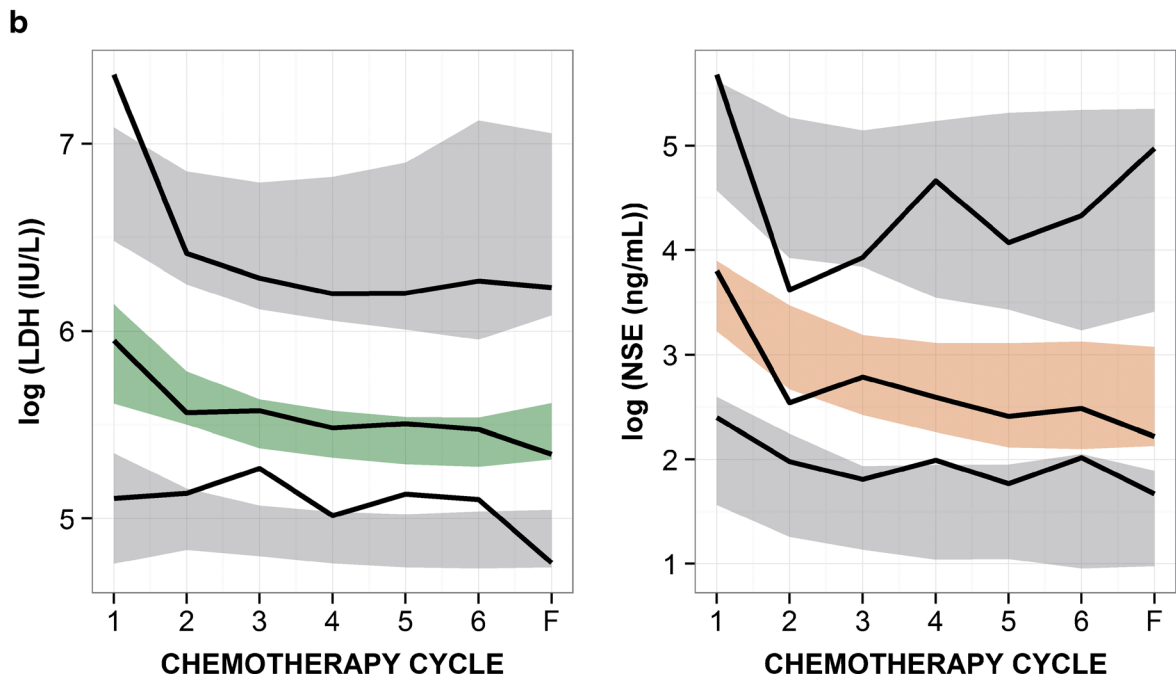 b
log (LDH (IU/L))
7
6
5
1 2 3 4 5 6 F
CHEMOTHERAPY CYCLE
log (NSE (ng/mL))
5
4
3
2
1
1 2 3 4 5 6 F
CHEMOTHERAPY CYCLE